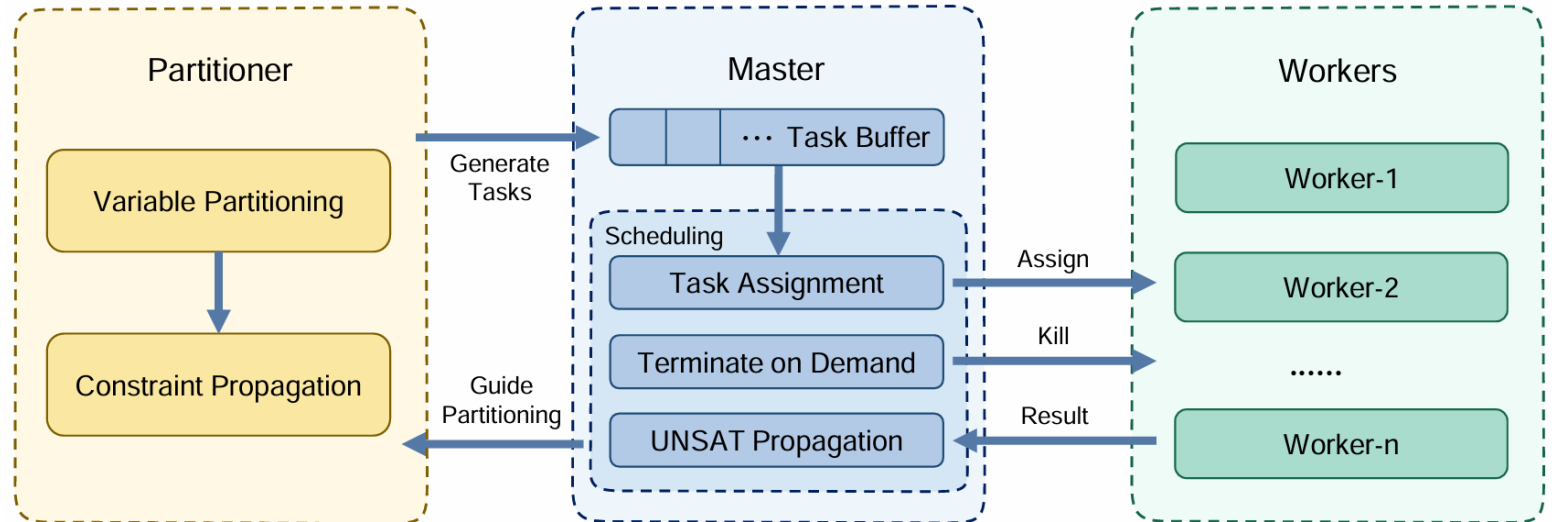 Partitioner
Variable Partitioning
Constraint Propagation
Generate
Tasks
Guide
Partitioning
Master
··· Task Buffer
Scheduling
Task Assignment
Terminate on Demand
UNSAT Propagation
Assign
Kill
Result
Workers
Worker-1
Worker-2
······
Worker-n